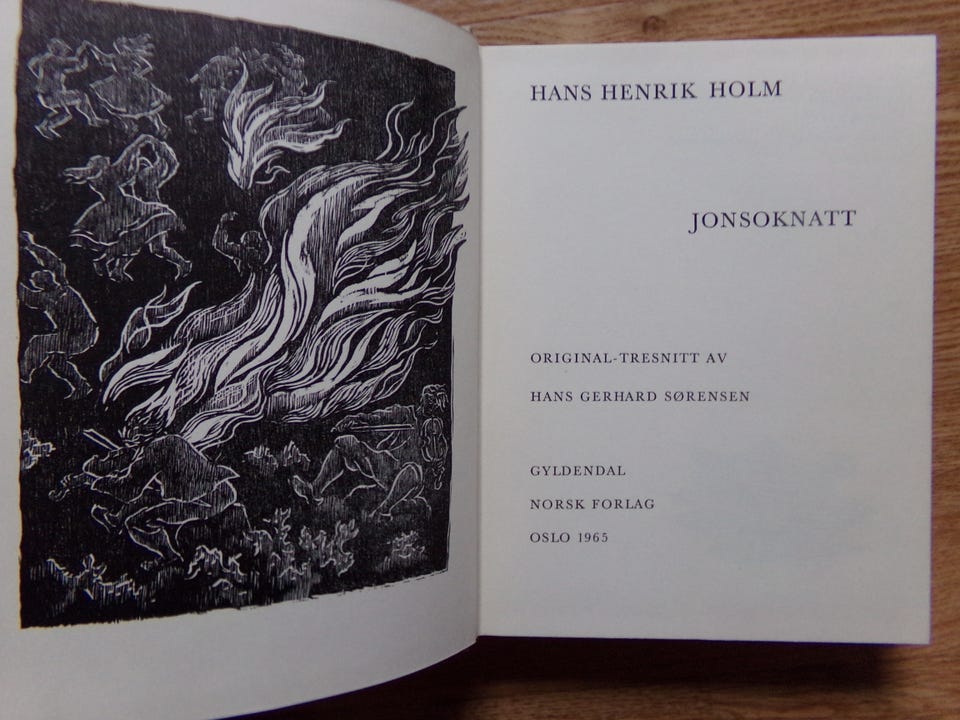 HANS HENRIK HOLM
JONSOKNATT
ORIGINAL-TRESNITT AV
HANS GERHARD SØRENSEN
GYLDENDAL
NORSK FORLAG
OSLO 1965